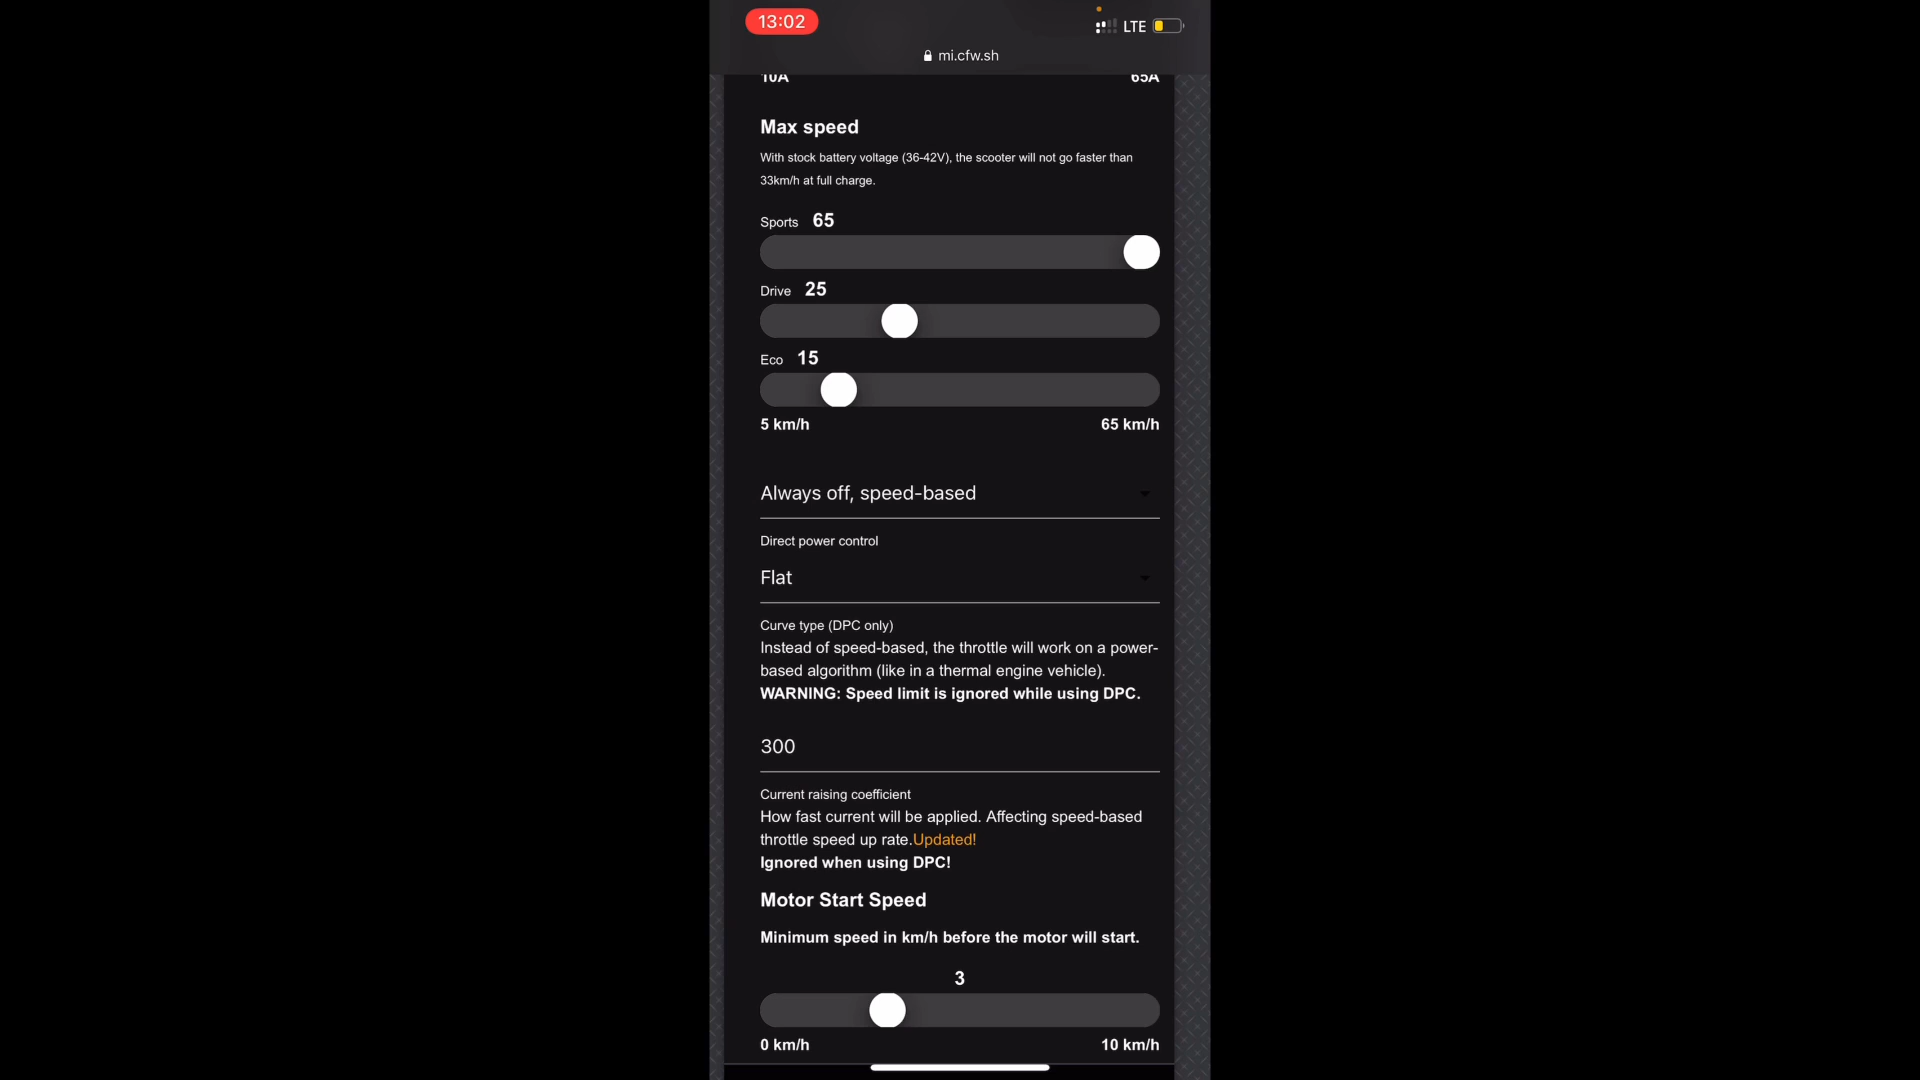 13:02
LTE
mi.cfw.sh
10A 65A
Max speed
With stock battery voltage (36-42V), the scooter will not go faster than
33km/h at full charge.
Sports 65
Drive 25
Eco 15
5 km/h 65 km/h
Always off, speed-based
Direct power control
Flat
Curve type (DPC only)
Instead of speed-based, the throttle will work on a power-
based algorithm (like in a thermal engine vehicle).
WARNING: Speed limit is ignored while using DPC.
300
Current raising coefficient
How fast current will be applied. Affecting speed-based
throttle speed up rate.Updated!
Ignored when using DPC!
Motor Start Speed
Minimum speed in km/h before the motor will start.
3
0 km/h 10 km/h